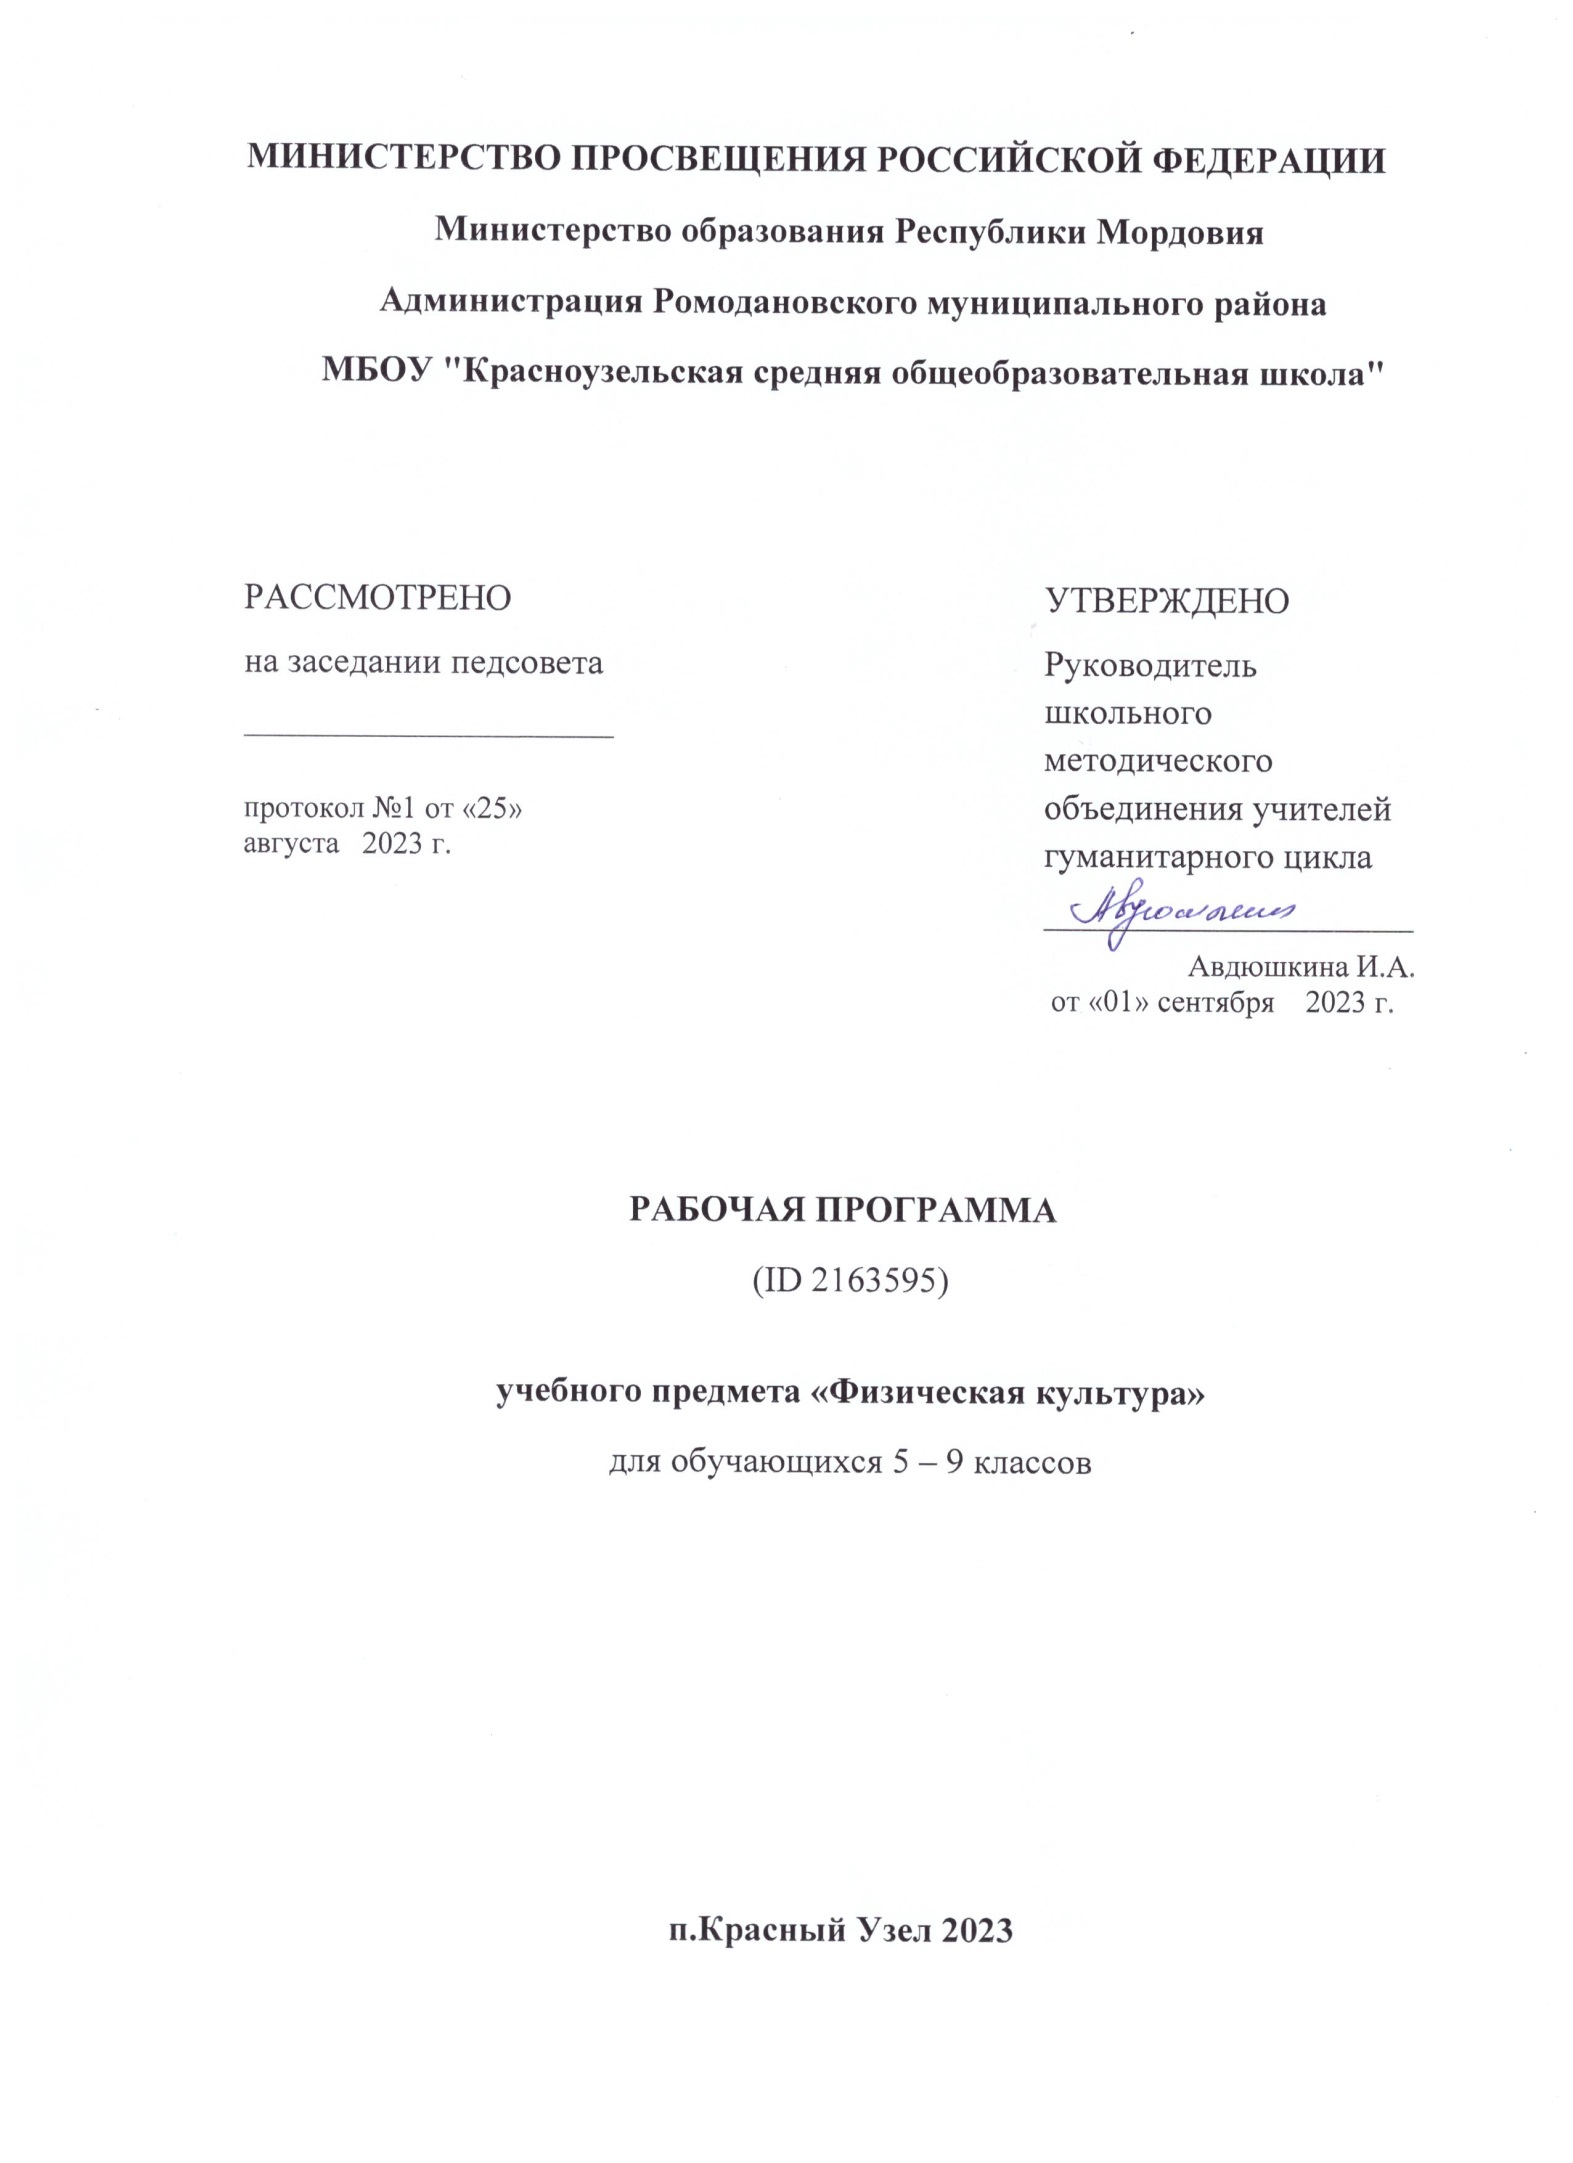 МИНИСТЕРСТВО ПРОСВЕЩЕНИЯ РОССИЙСКОЙ ФЕДЕРАЦИИ
Министерство образования Республики Мордовия
Администрация Ромодановского муниципального района
МБОУ "Красноузельская средняя общеобразовательная школа"
РАССМОТРЕНО
на заседании педсовета
протокол №1 от «25»
августа 2023 г.
УТВЕРЖДЕНО
Руководитель
школьного
методического
объединения учителей
гуманитарного цикла
Авдюшкина И.А.
от «01» сентября 2023 г.
РАБОЧАЯ ПРОГРАММА
(ID 2163595)
учебного предмета «Физическая культура»
для обучающихся 5 – 9 классов
п.Красный Узел 2023